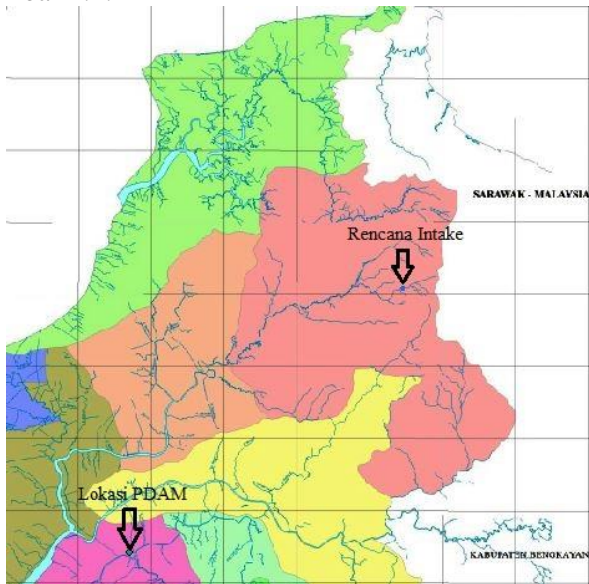 SARAWAK - MALAYSIA
Rencana Intake
Lokasi PDAM
KABUPATEN BENGKAYAN